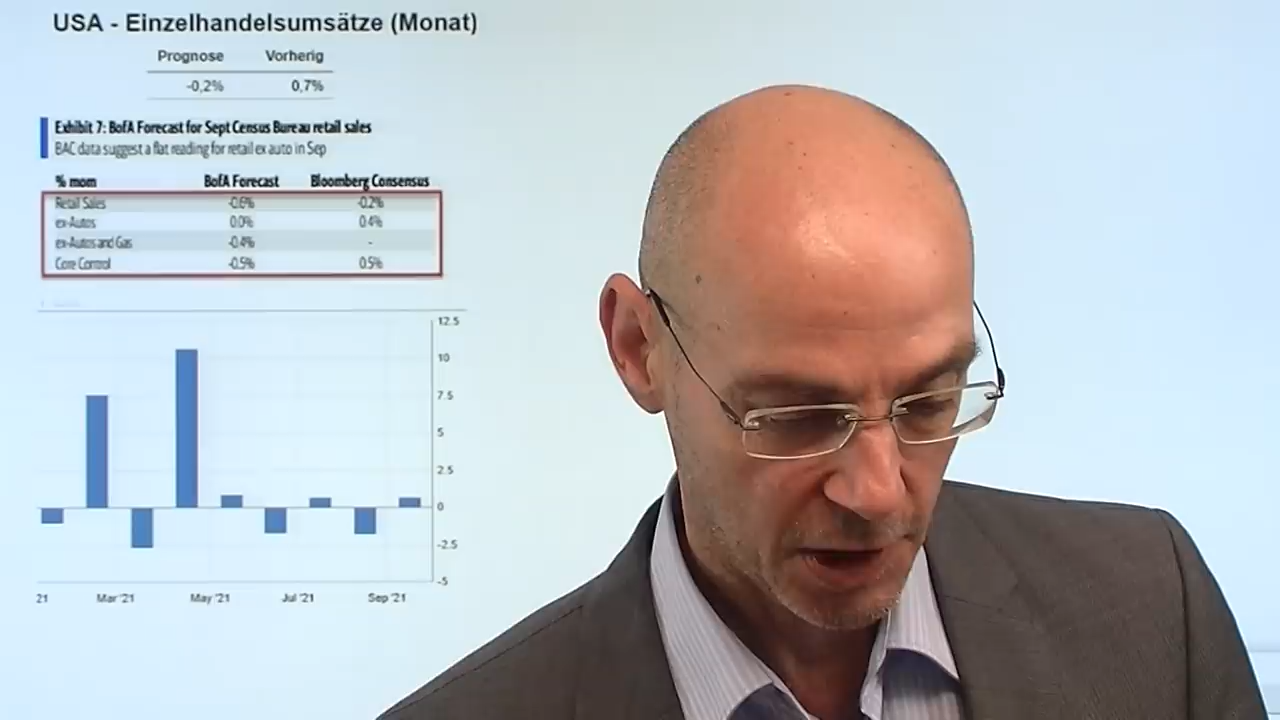 USA - Einzelhandelsumsätze (Monat)
Prognose Vorherig
-0,2% 0,7%
Exhibit 7: BofA Forecast for Sept Census Bureau retail sales
BAC data suggest a flat reading for retail ex auto in Sep
% mom BofA Forecast Bloomberg Consensus
Retail Sales -0.6% -0.2%
ex-Autos 0.0% 0.4%
ex-Autos and Gas -0.4% -
Core Control -0.5% 0.5%
12.5
10
7.5
5
2.5
0
-2.5
-5
21 Mar '21 May '21 Jul '21 Sep '21